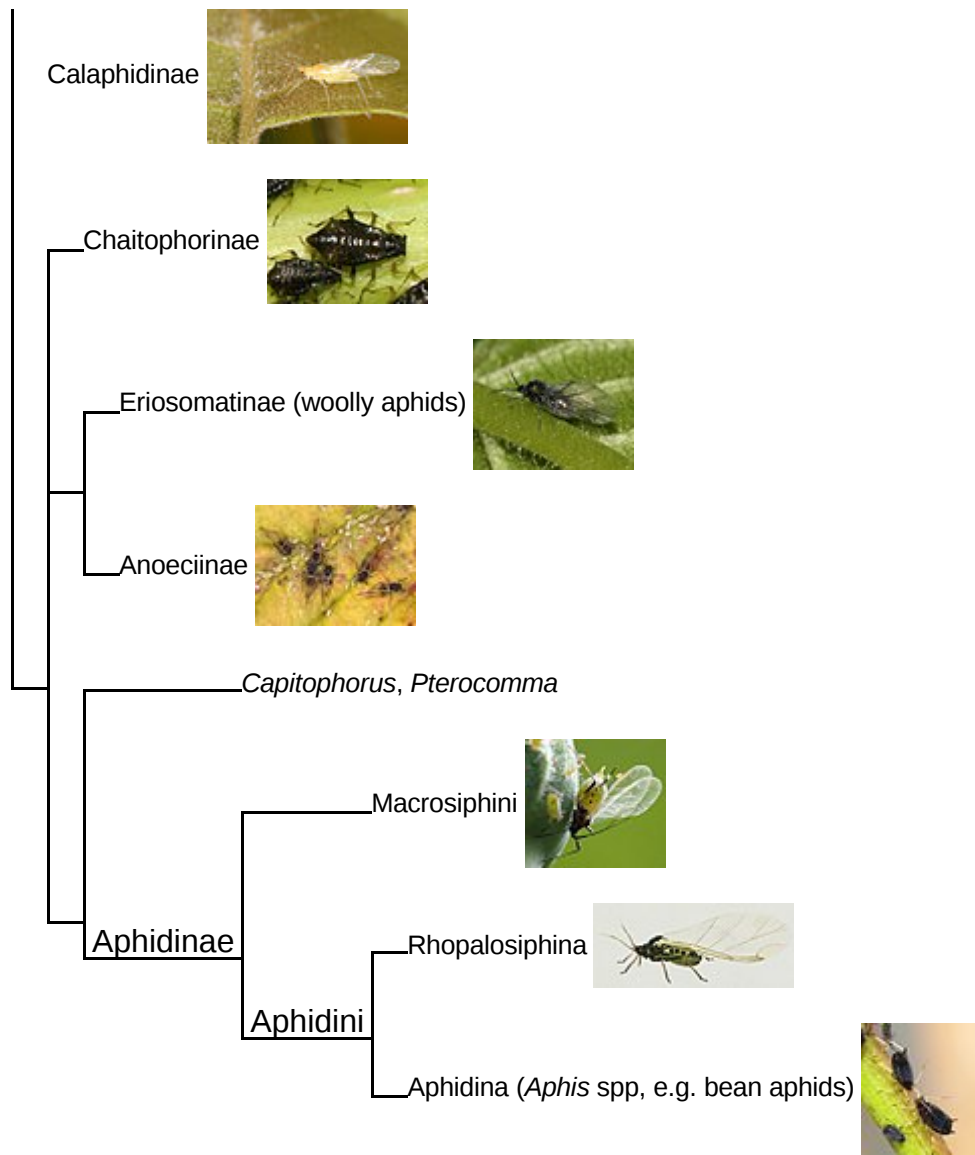 Calaphidinae
Chaitophorinae
Eriosomatinae (woolly aphids)
Anoeciinae
Capitophorus, Pterocomma
Macrosiphini
Aphidinae
Rhopalosiphina
Aphidini
Aphidina (Aphis spp, e.g. bean aphids)